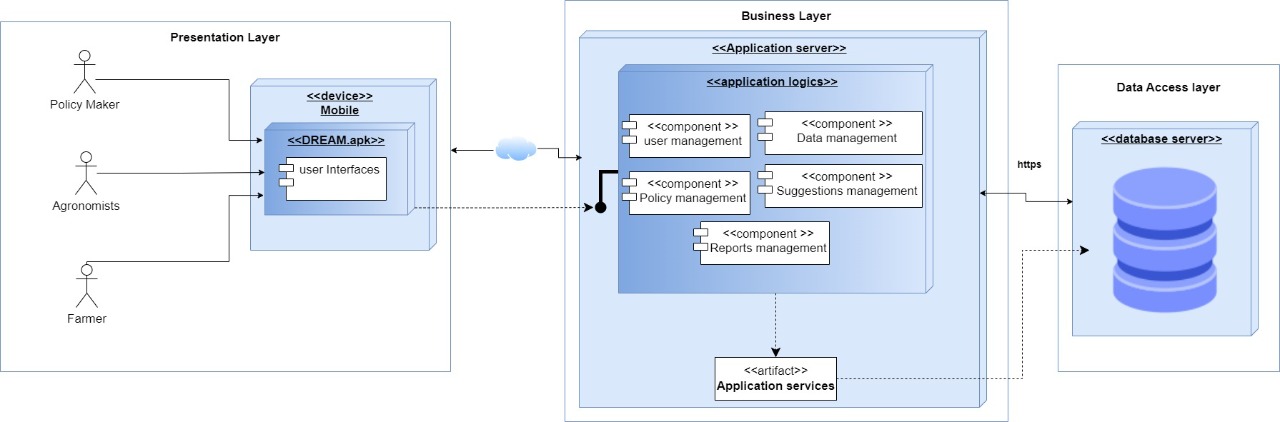 Presentation Layer
Policy Maker
Agronomists
Farmer
<<device>>
Mobile
<<DREAM.apk>>
user Interfaces
Business Layer
<<Application server>>
<<application logics>>
<<component >>
user management
<<component >>
Data management
<<component >>
Policy management
<<component >>
Suggestions management
<<component >>
Reports management
<<artifact>>
Application services
https
Data Access layer
<<database server>>